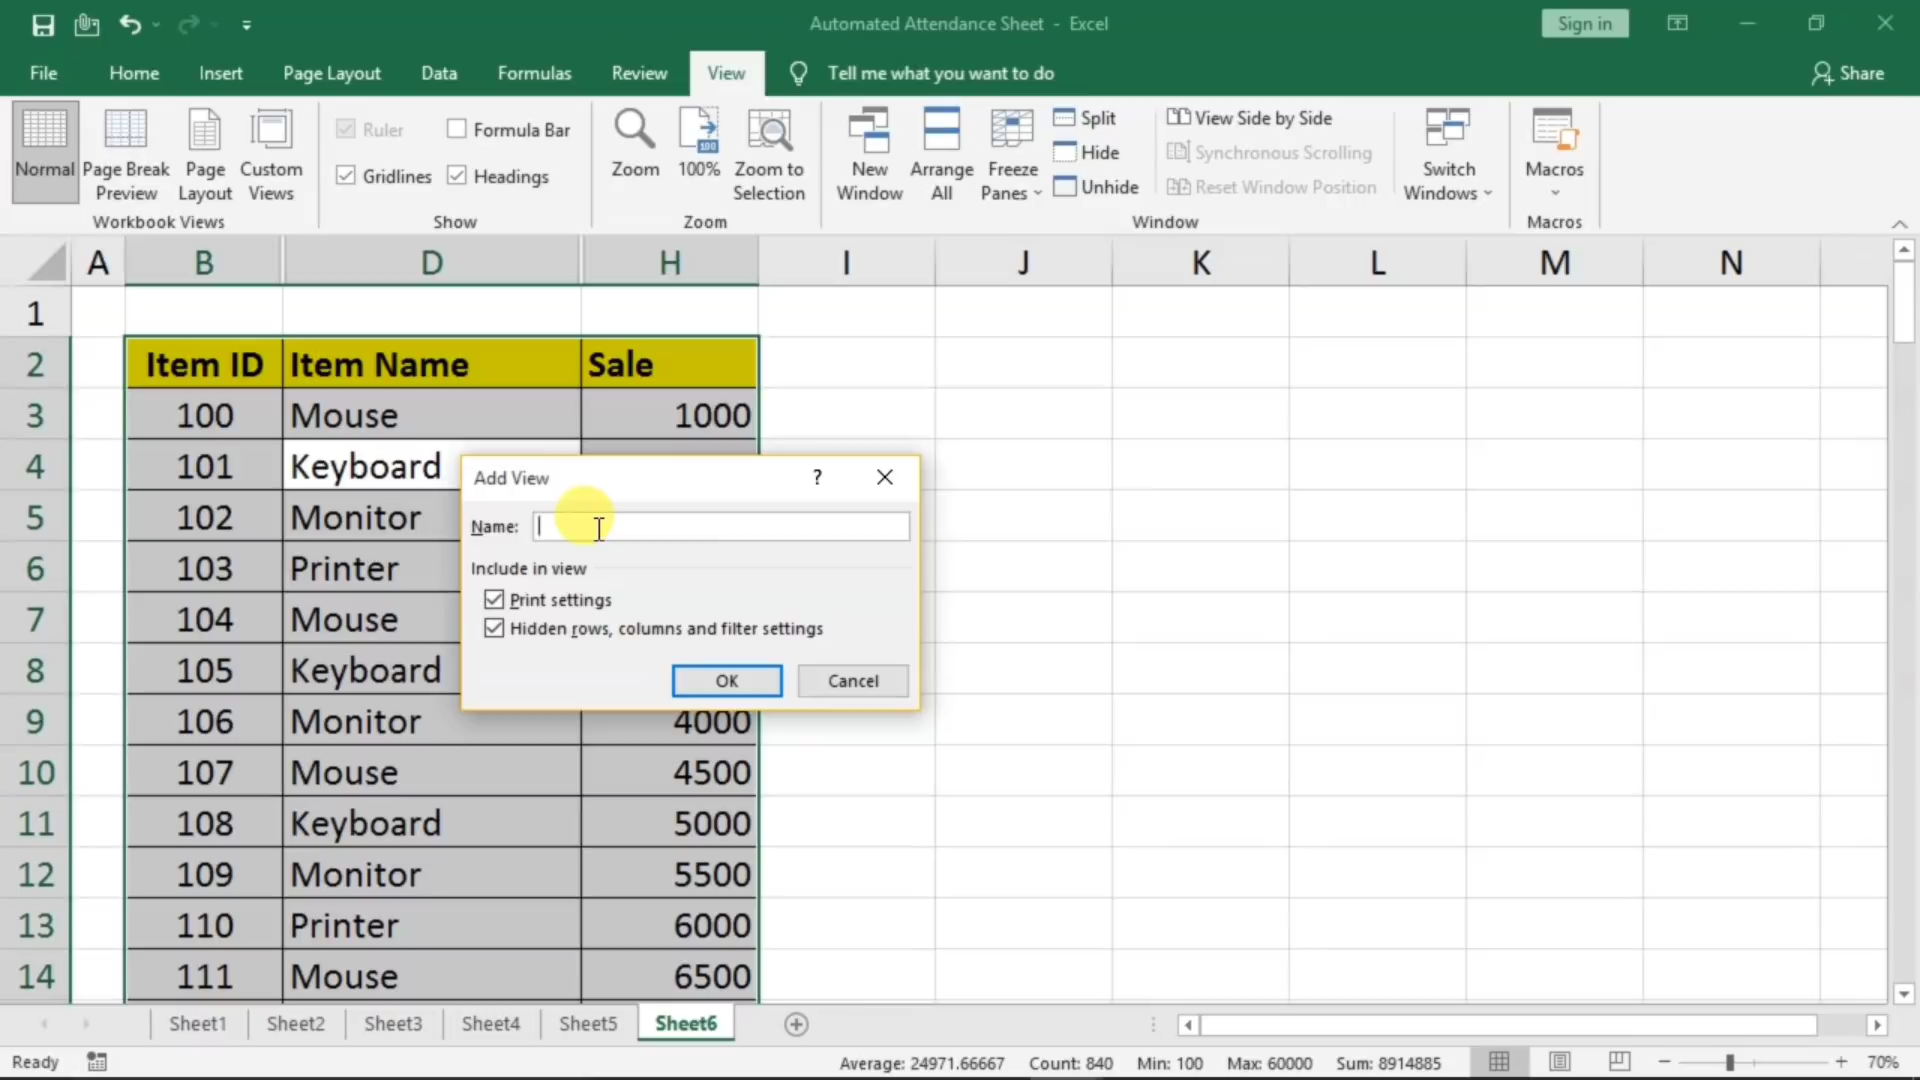 Automated Attendance Sheet - Excel
Sign in
File Home Insert Page Layout Data Formulas Review View Tell me what you want to do Share
Normal
Page Break Preview
Page Layout
Custom Views
Workbook Views
Ruler
Formula Bar
Gridlines
Headings
Show
Zoom
100%
Zoom to Selection
Zoom
New Window
Arrange All
Freeze Panes
Split
Hide
Unhide
View Side by Side
Synchronous Scrolling
Reset Window Position
Window
Switch Windows
Macros
Macros
A B D H I J K L M N
1
2 Item ID Item Name Sale
3 100 Mouse 1000
4 101 Keyboard
5 102 Monitor
6 103 Printer
7 104 Mouse
8 105 Keyboard
9 106 Monitor 4000
10 107 Mouse 4500
11 108 Keyboard 5000
12 109 Monitor 5500
13 110 Printer 6000
14 111 Mouse 6500
Add View ?
Name:
Include in view
Print settings
Hidden rows, columns and filter settings
OK Cancel
Sheet1 Sheet2 Sheet3 Sheet4 Sheet5 Sheet6
Ready Average: 24971.66667 Count: 840 Min: 100 Max: 60000 Sum: 8914885 70%